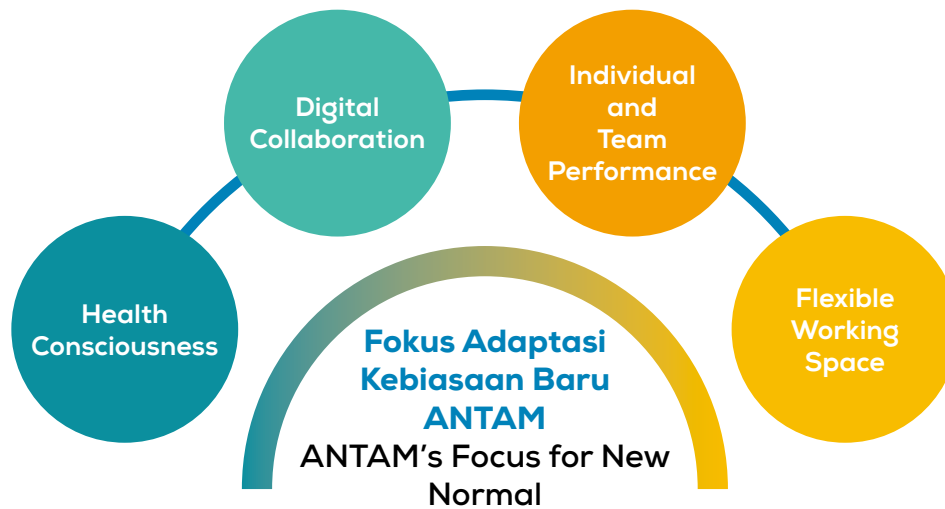 Health
Consciousness
Digital
Collaboration
Individual
and
Team
Performance
Flexible
Working
Space
Fokus Adaptasi
Kebiasaan Baru
ANTAM
ANTAM's Focus for New
Normal